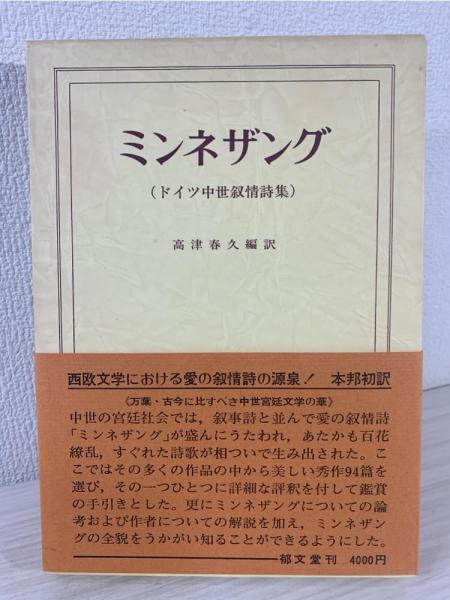 ミンネザング
(ドイツ中世叙情詩集)
高津春久編訳
西欧文学における愛の叙情詩の源泉! 本邦初訳
《万葉・古今に比すべき中世宮廷文学の華》
中世の宮廷社会では,叙事詩と並んで愛の叙情詩
「ミンネザング」が盛んにうたわれ,あたかも百花
繚乱,すぐれた詩歌が相ついで生み出された。こ
こではその多くの作品の中から美しい秀作94篇を
選び,その一つひとつに詳細な評釈を付して鑑賞
の手引きとした。更にミンネザングについての論
考および作者についての解説を加え,ミンネザン
グの全貌をうかがい知ることができるようにした。
郁文堂刊 4000円